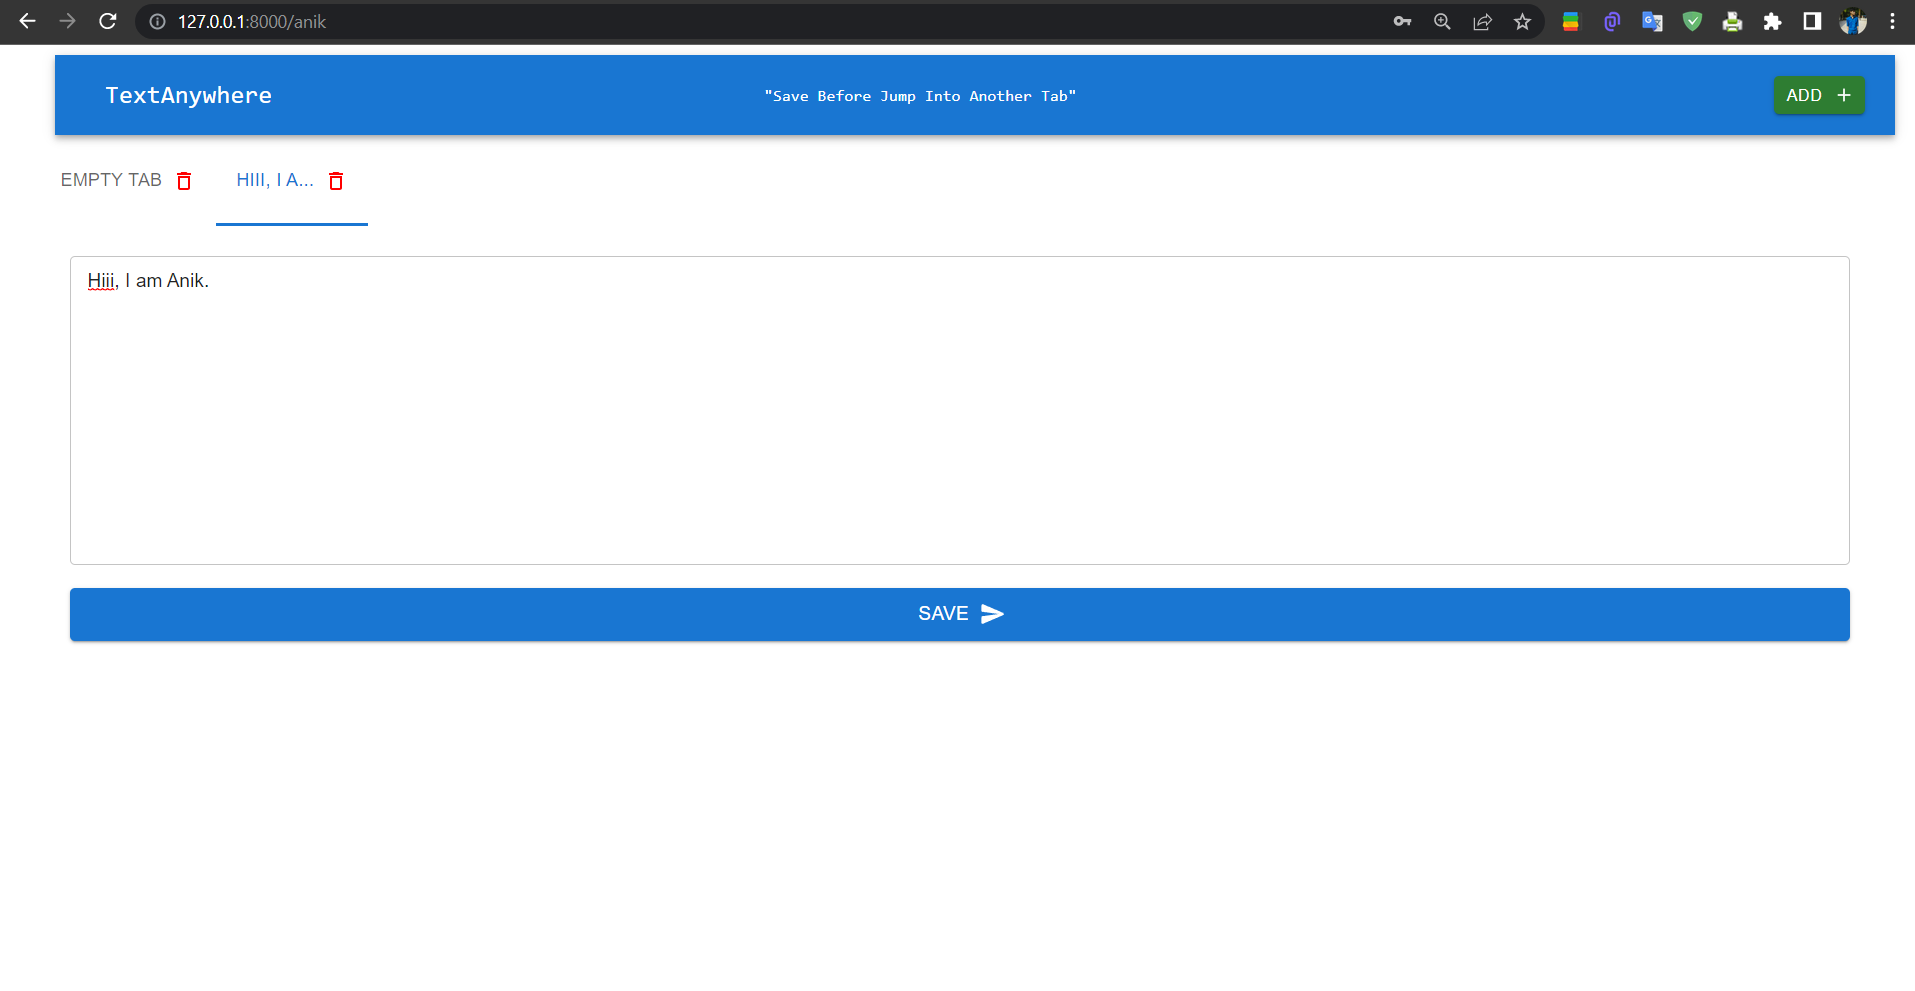 127.0.0.1:8000/anik
TextAnywhere
"Save Before Jump Into Another Tab"
ADD +
EMPTY TAB
HIII, I A...
Hiii, I am Anik.
SAVE